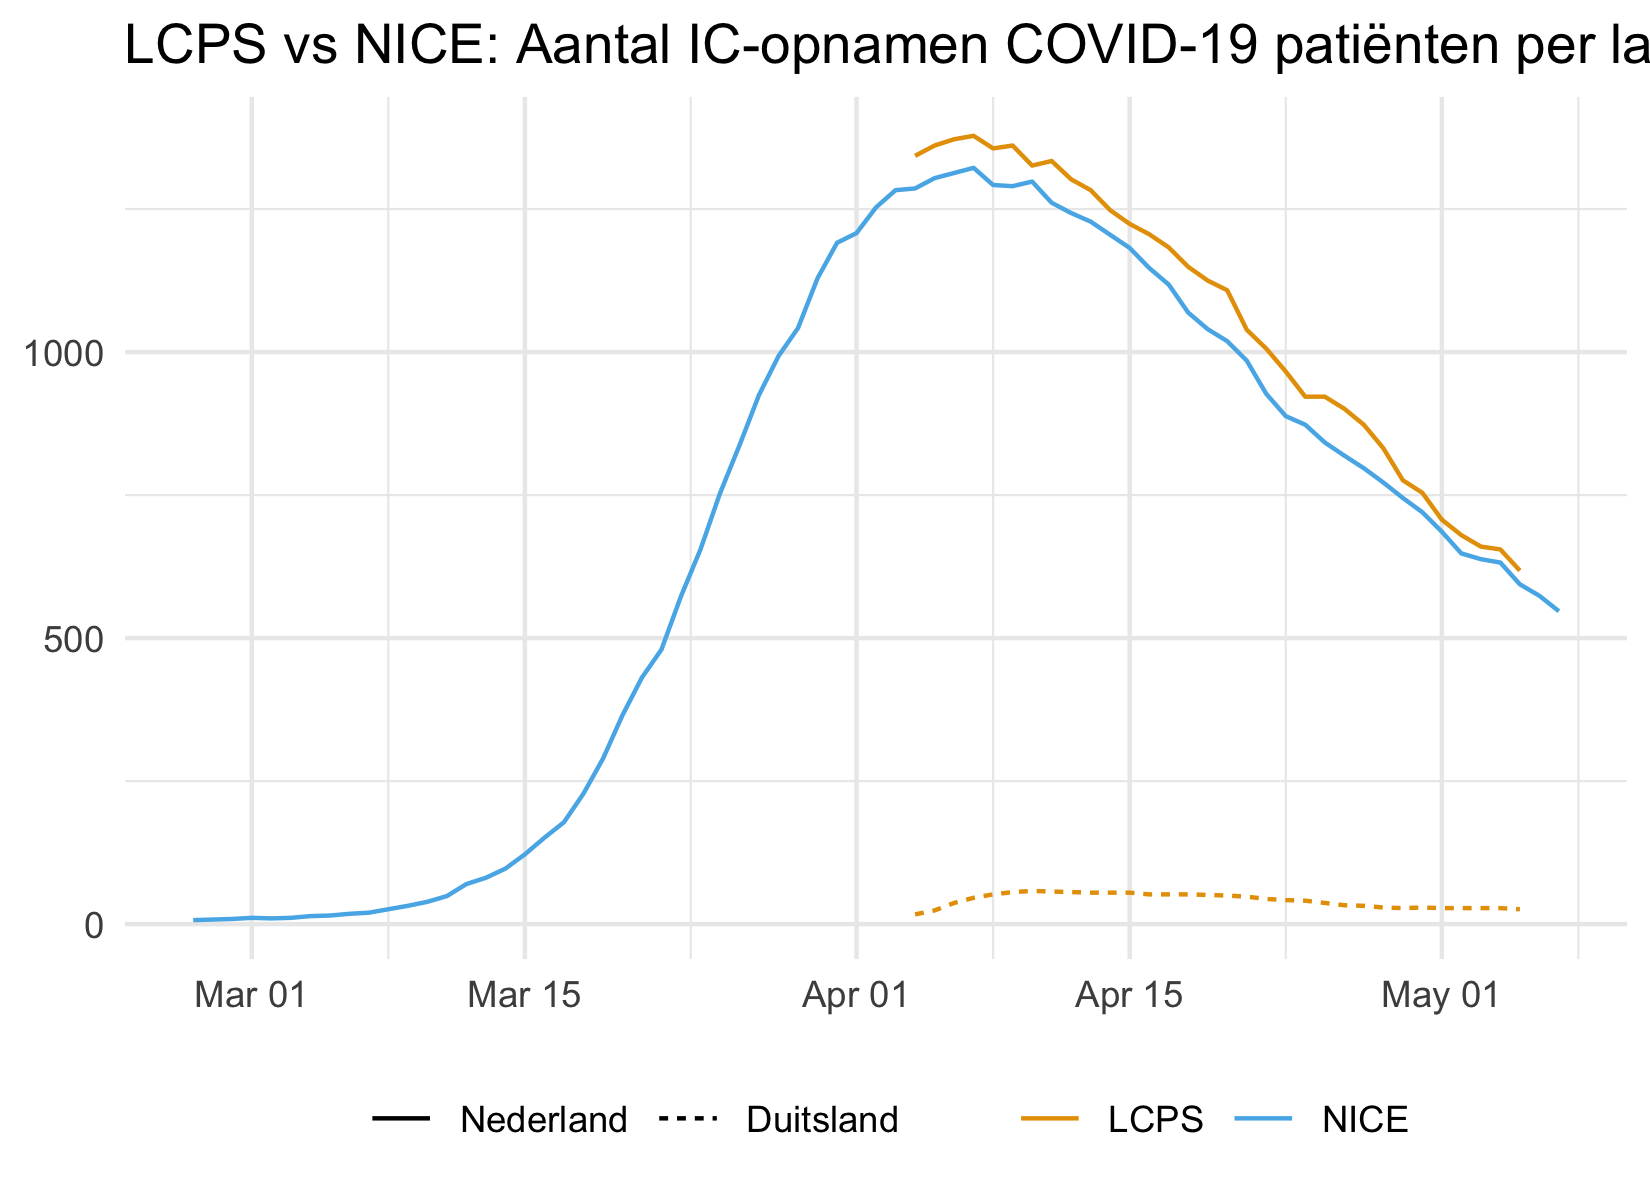 LCPS vs NICE: Aantal IC-opnamen COVID-19 patiënten per la
1000
500
0
Mar 01 Mar 15 Apr 01 Apr 15 May 01
Nederland Duitsland LCPS NICE